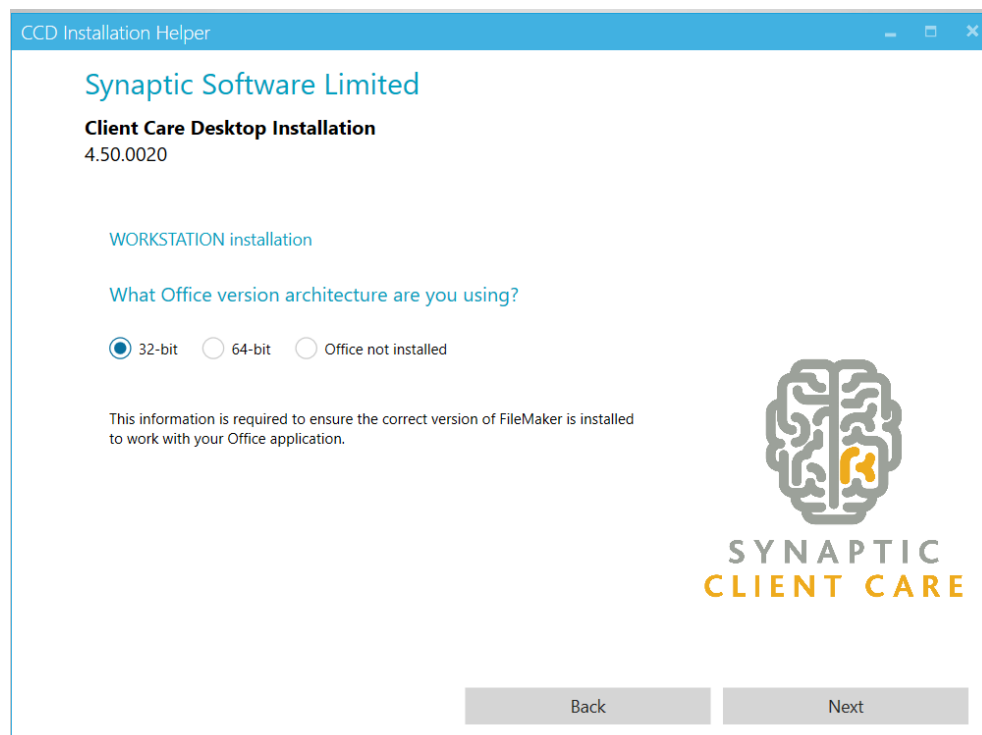 CCD Installation Helper
Synaptic Software Limited
Client Care Desktop Installation
4.50.0020
WORKSTATION installation
What Office version architecture are you using?
32-bit 64-bit Office not installed
This information is required to ensure the correct version of FileMaker is installed
to work with your Office application.
SYNAPTIC
CLIENT CARE
Back Next